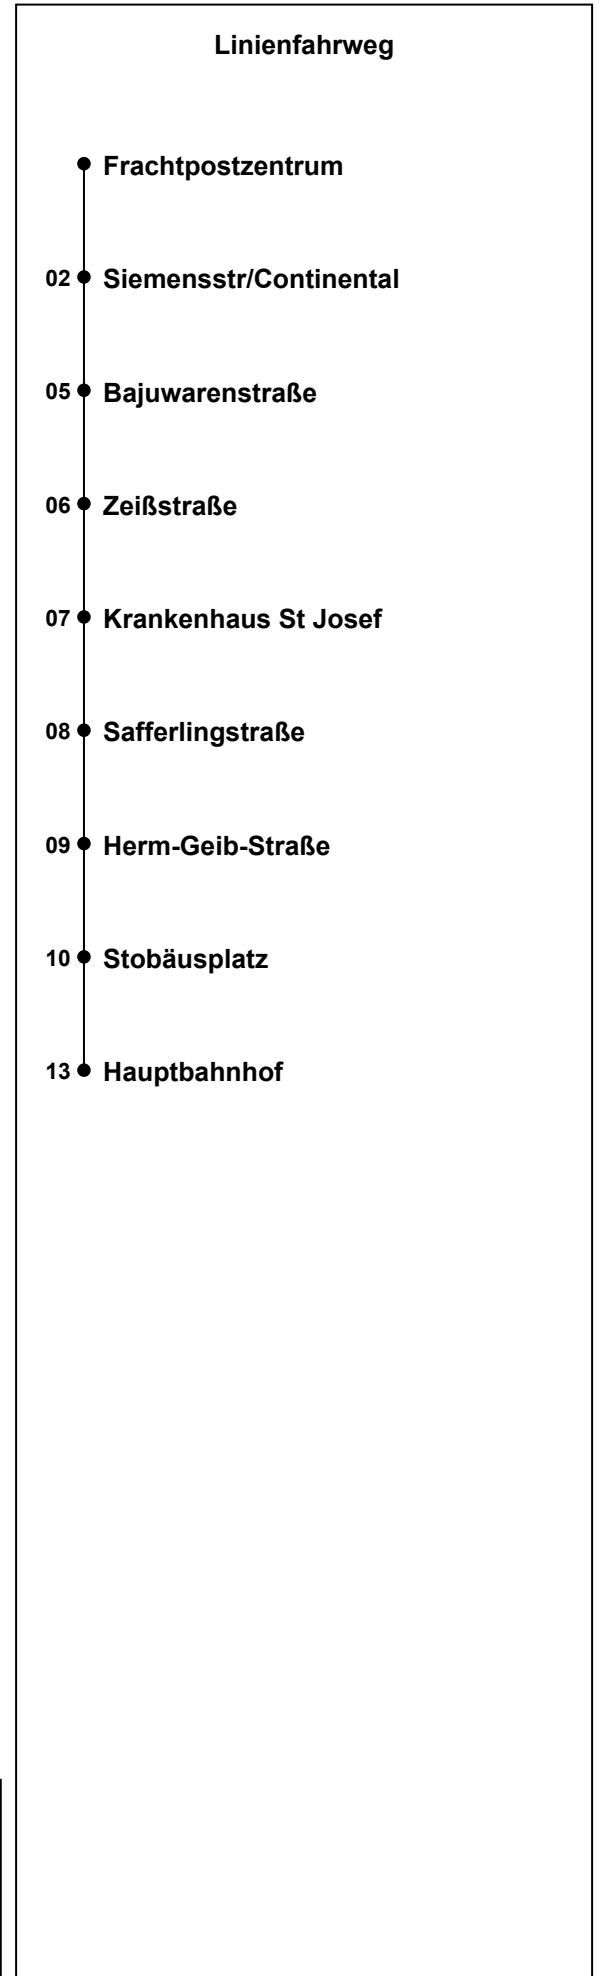 Linienfahrweg
Frachtpostzentrum
02 Siemensstr/Continental
05 Bajuwarenstraße
06 Zeißstraße
07 Krankenhaus St Josef
08 Safferlingstraße
09 Herm-Geib-Straße
10 Stobäusplatz
13 Hauptbahnhof